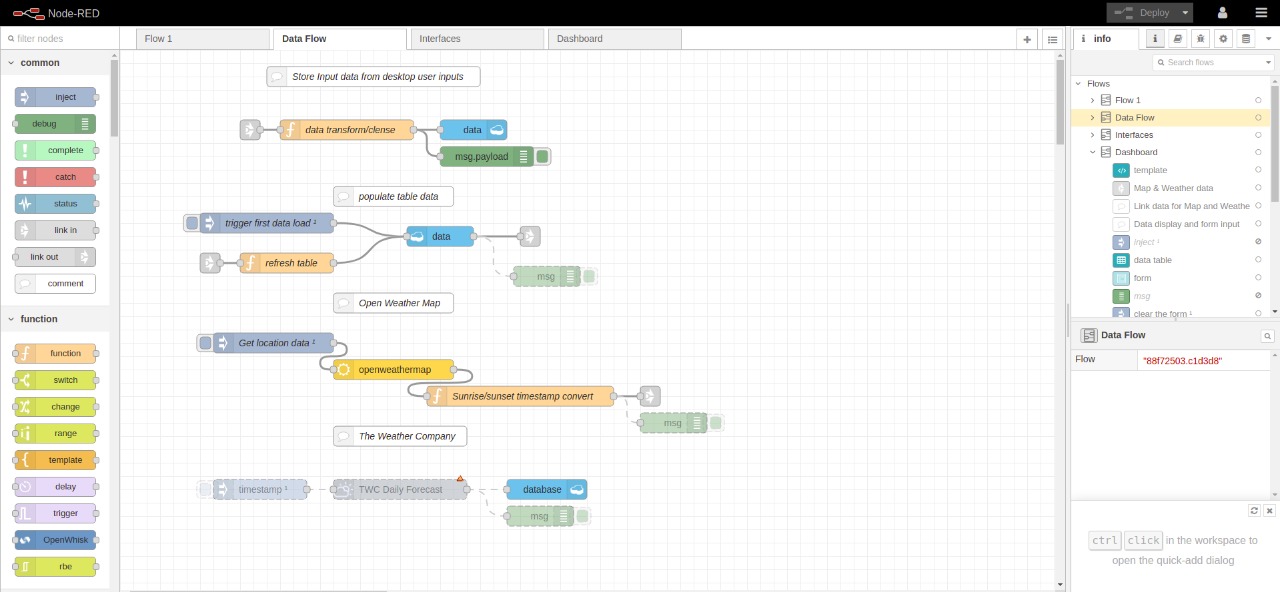 Node-RED
Deploy
filter nodes
Flow 1
Data Flow
Interfaces
Dashboard
info
common
inject
debug
complete
catch
status
link in
link out
comment
function
function
switch
change
range
template
delay
trigger
OpenWhisk
rbe
Store Input data from desktop user inputs
data transform/clense
data
msg.payload
populate table data
trigger first data load ¹
data
refresh table
msg
Open Weather Map
Get location data ¹
openweathermap
Sunrise/sunset timestamp convert
msg
The Weather Company
timestamp ¹
TWC Daily Forecast
database
msg
Search flows
Flows
Flow 1
Data Flow
Interfaces
Dashboard
template
Map & Weather data
Link data for Map and Weathe
Data display and form input
inject ¹
data table
form
msg
clear the form ¹
Data Flow
Flow "88f72503.c1d3d8"
ctrl click in the workspace to
open the quick-add dialog